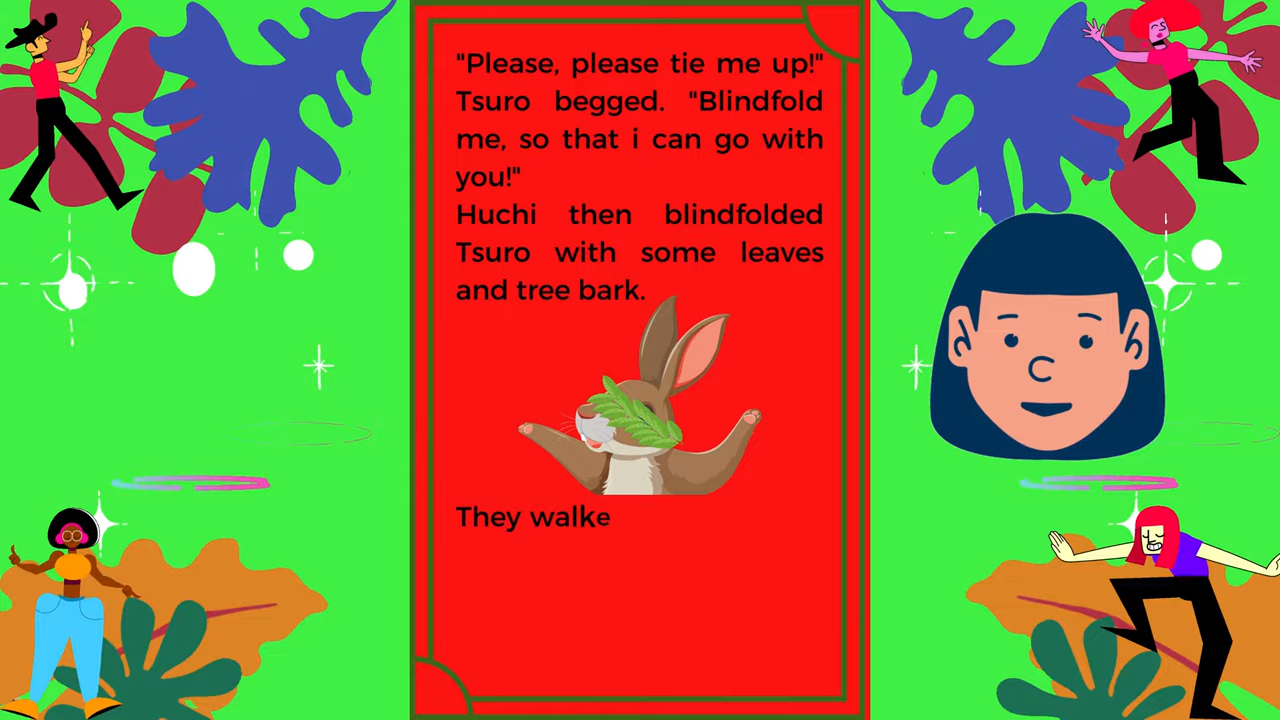 "Please, please tie me up!"
Tsuro begged. "Blindfold
me, so that i can go with
you!"
Huchi then blindfolded
Tsuro with some leaves
and tree bark.
They walke